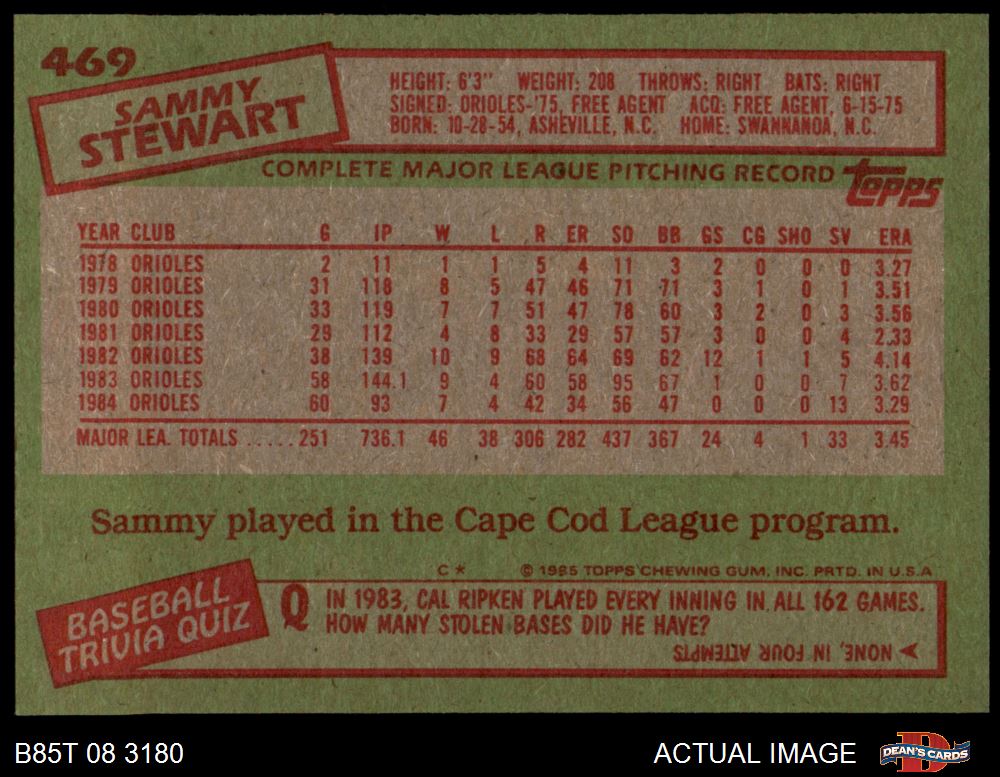 469
SAMMY
STEWART
HEIGHT: 6'3" WEIGHT: 208 THROWS: RIGHT BATS: RIGHT
SIGNED: ORIOLES-'75, FREE AGENT ACQ: FREE AGENT, 6-15-75
BORN: 10-28-54, ASHEVILLE, N.C. HOME: SWANNANOA, N.C.
COMPLETE MAJOR LEAGUE PITCHING RECORD topps
YEAR CLUB G IP W L R ER SO BB GS CG SHO SV ERA
1978 ORIOLES 2 11 1 1 5 4 11 3 2 0 0 0 3.27
1979 ORIOLES 31 118 8 5 47 46 71 71 3 1 0 1 3.51
1980 ORIOLES 33 119 7 7 51 47 78 60 3 2 0 3 3.56
1981 ORIOLES 29 112 4 8 33 29 57 57 3 0 0 4 2.33
1982 ORIOLES 38 139 10 9 68 64 69 62 12 1 1 5 4.14
1983 ORIOLES 58 144.1 9 4 60 58 95 67 1 0 0 7 3.62
1984 ORIOLES 60 93 7 4 42 34 56 47 0 0 0 13 3.29
MAJOR LEA. TOTALS .....251 736.1 46 38 306 282 437 367 24 4 1 33 3.45
Sammy played in the Cape Cod League program.
C* © 1985 TOPPS CHEWING GUM, INC. PRTD. IN U.S.A
BASEBALL
TRIVIA QUIZ
Q IN 1983, CAL RIPKEN PLAYED EVERY INNING IN ALL 162 GAMES.
HOW MANY STOLEN BASES DID HE HAVE?
NONE, IN FOUR ATTEMPTS
B85T 08 3180 ACTUAL IMAGE DEAN'S CARDS